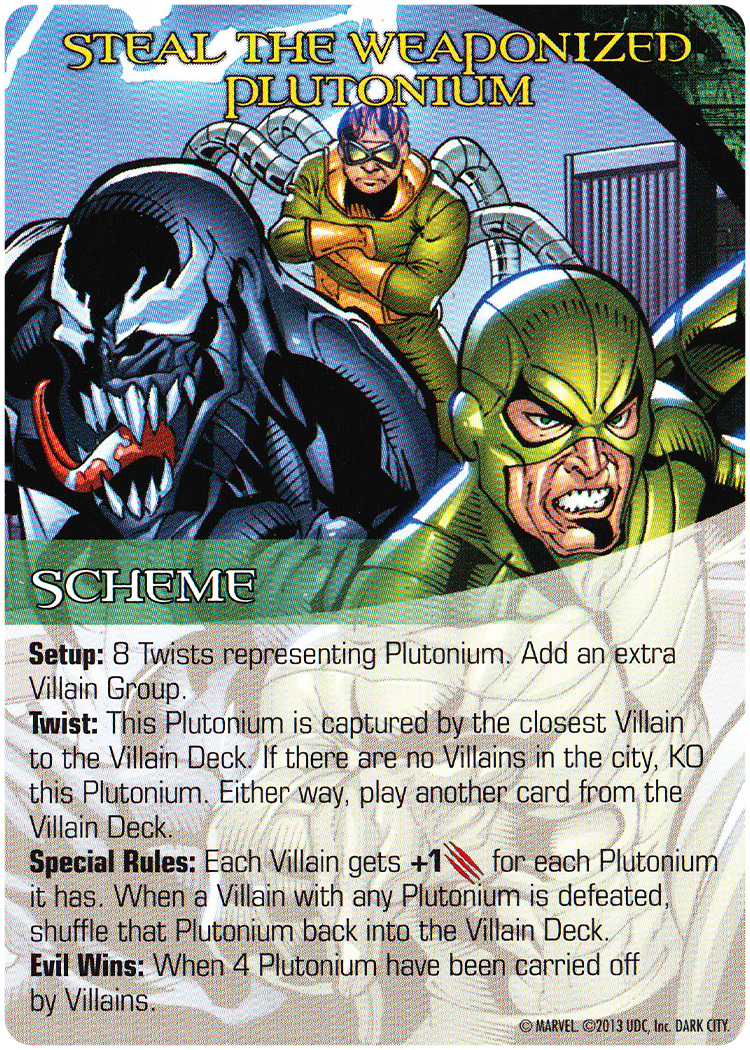 STEAL THE WEAPONIZED
PLUTONIUM
SCHEME
Setup: 8 Twists representing Plutonium. Add an extra
Villain Group.
Twist: This Plutonium is captured by the closest Villain
to the Villain Deck. If there are no Villains in the city, KO
this Plutonium. Either way, play another card from the
Villain Deck.
Special Rules: Each Villain gets +1 for each Plutonium
it has. When a Villain with any Plutonium is defeated,
shuffle that Plutonium back into the Villain Deck.
Evil Wins: When 4 Plutonium have been carried off
by Villains.
© MARVEL. ©2013 UDC, Inc. DARK CITY.